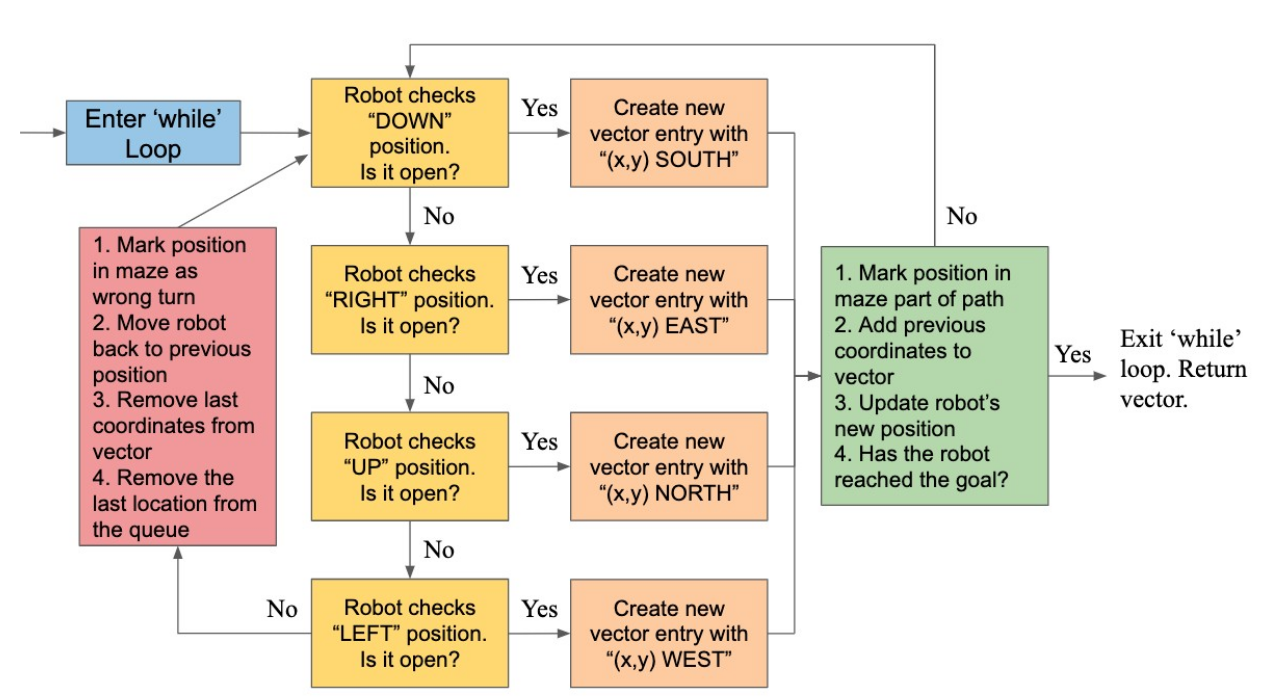 Enter ‘while’
Loop
Robot checks
“DOWN”
position.
Is it open?
Yes
Create new
vector entry with
“(x,y) SOUTH”
No
No
1. Mark position
in maze as
wrong turn
2. Move robot
back to previous
position
3. Remove last
coordinates from
vector
4. Remove the
last location from
the queue
Robot checks
“RIGHT” position.
Is it open?
Yes
Create new
vector entry with
“(x,y) EAST”
1. Mark position in
maze part of path
2. Add previous
coordinates to
vector
3. Update robot’s
new position
4. Has the robot
reached the goal?
Yes
Exit ‘while’
loop. Return
vector.
No
Robot checks
“UP” position.
Is it open?
Yes
Create new
vector entry with
“(x,y) NORTH”
No
No
Robot checks
“LEFT” position.
Is it open?
Yes
Create new
vector entry with
“(x,y) WEST”